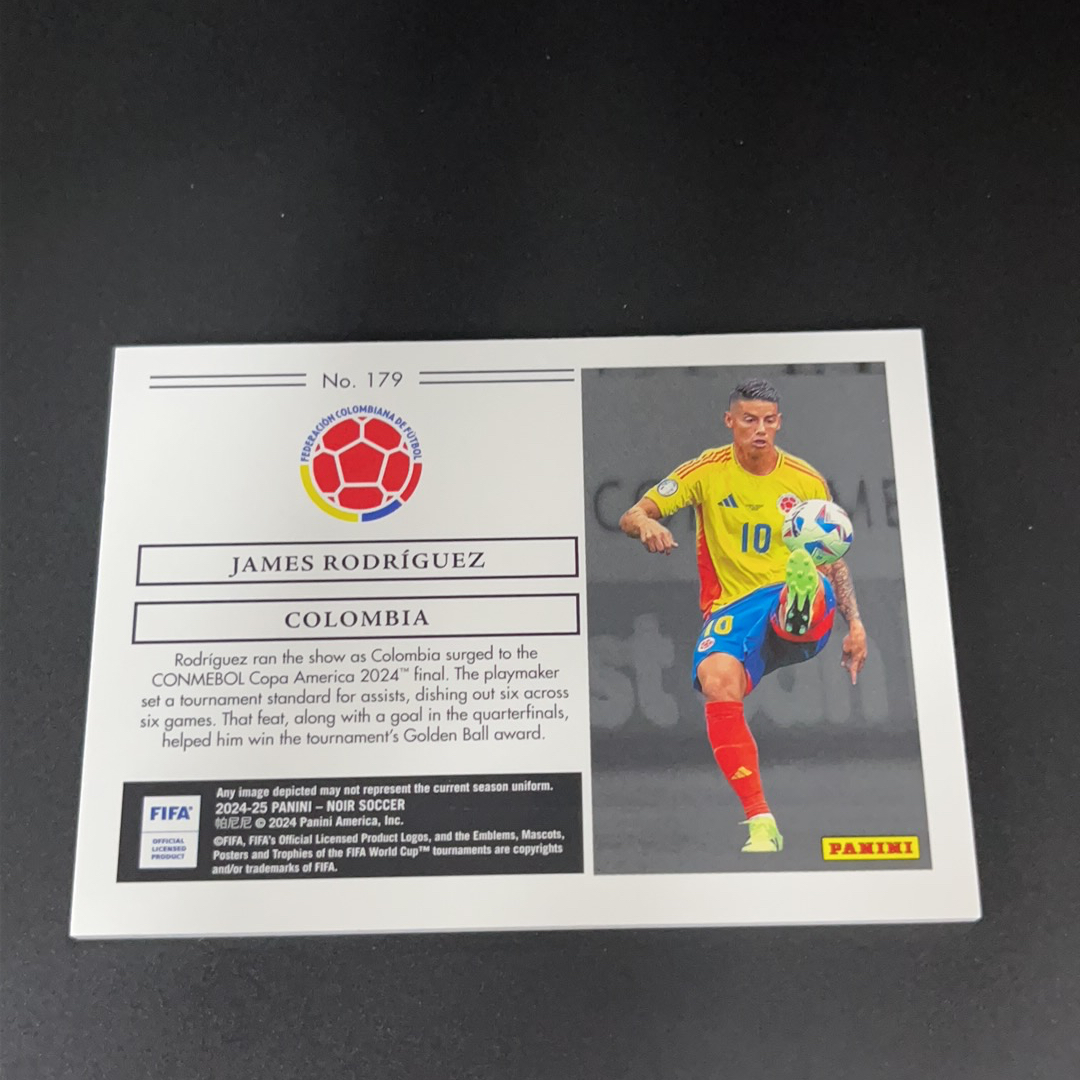 No. 179
FEDERACIÓN COLOMBIANA DE FÚTBOL
JAMES RODRÍGUEZ
COLOMBIA
Rodríguez ran the show as Colombia surged to the
CONMEBOL Copa America 2024™ final. The playmaker
set a tournament standard for assists, dishing out six across
six games. That feat, along with a goal in the quarterfinals,
helped him win the tournament's Golden Ball award.
Any image depicted may not represent the current season uniform.
2024-25 PANINI – NOIR SOCCER
帕尼尼 © 2024 Panini America, Inc.
©FIFA, FIFA's Official Licensed Product Logos, and the Emblems, Mascots,
Posters and Trophies of the FIFA World Cup™ tournaments are copyrights
and/or trademarks of FIFA.
FIFA®
OFFICIAL
LICENSED
PRODUCT
10
10
PANINI